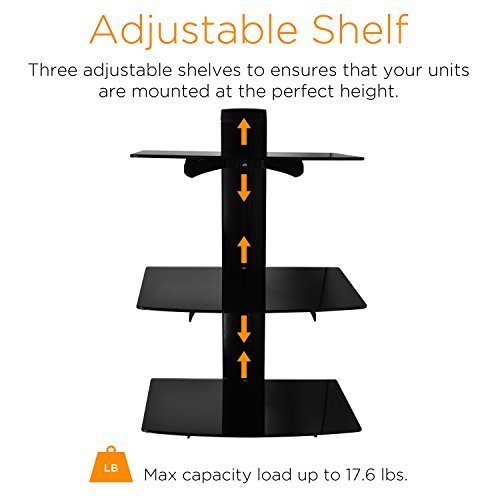 Adjustable Shelf
Three adjustable shelves to ensures that your units
are mounted at the perfect height.
LB
Max capacity load up to 17.6 lbs.